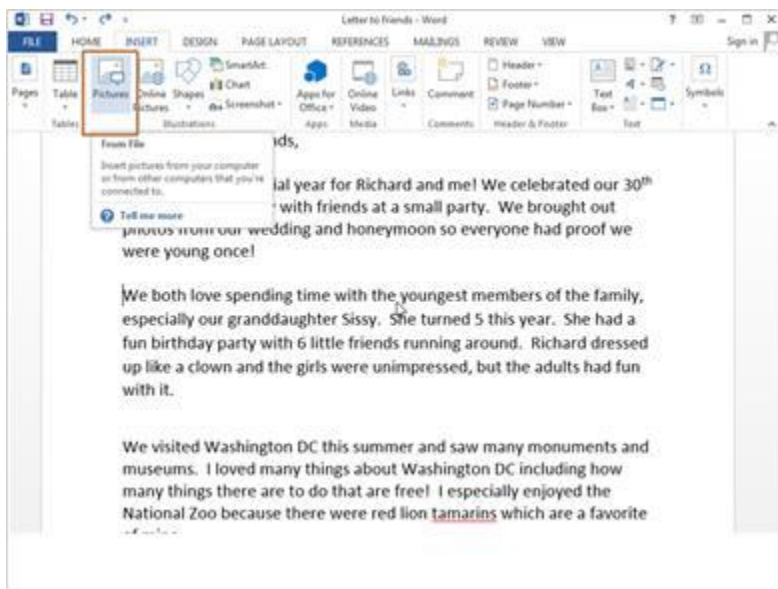 Letter to friends - Word
FILE HOME INSERT DESIGN PAGE LAYOUT REFERENCES MAILINGS REVIEW VIEW Sign in
Pages Table Pictures Online Pictures Shapes SmartArt Chart Screenshot Apps for Office Online Video Links Comment Header Footer Page Number Text Box Symbols
Tables Illustrations Apps Media Comments Header & Footer Text
From File
Insert pictures from your computer
or from other computers that you're
connected to.
Tell me more
nds,
ial year for Richard and me! We celebrated our 30th
with friends at a small party. We brought out
photos from our wedding and honeymoon so everyone had proof we
were young once!
We both love spending time with the youngest members of the family,
especially our granddaughter Sissy. She turned 5 this year. She had a
fun birthday party with 6 little friends running around. Richard dressed
up like a clown and the girls were unimpressed, but the adults had fun
with it.
We visited Washington DC this summer and saw many monuments and
museums. I loved many things about Washington DC including how
many things there are to do that are free! I especially enjoyed the
National Zoo because there were red lion tamarins which are a favorite